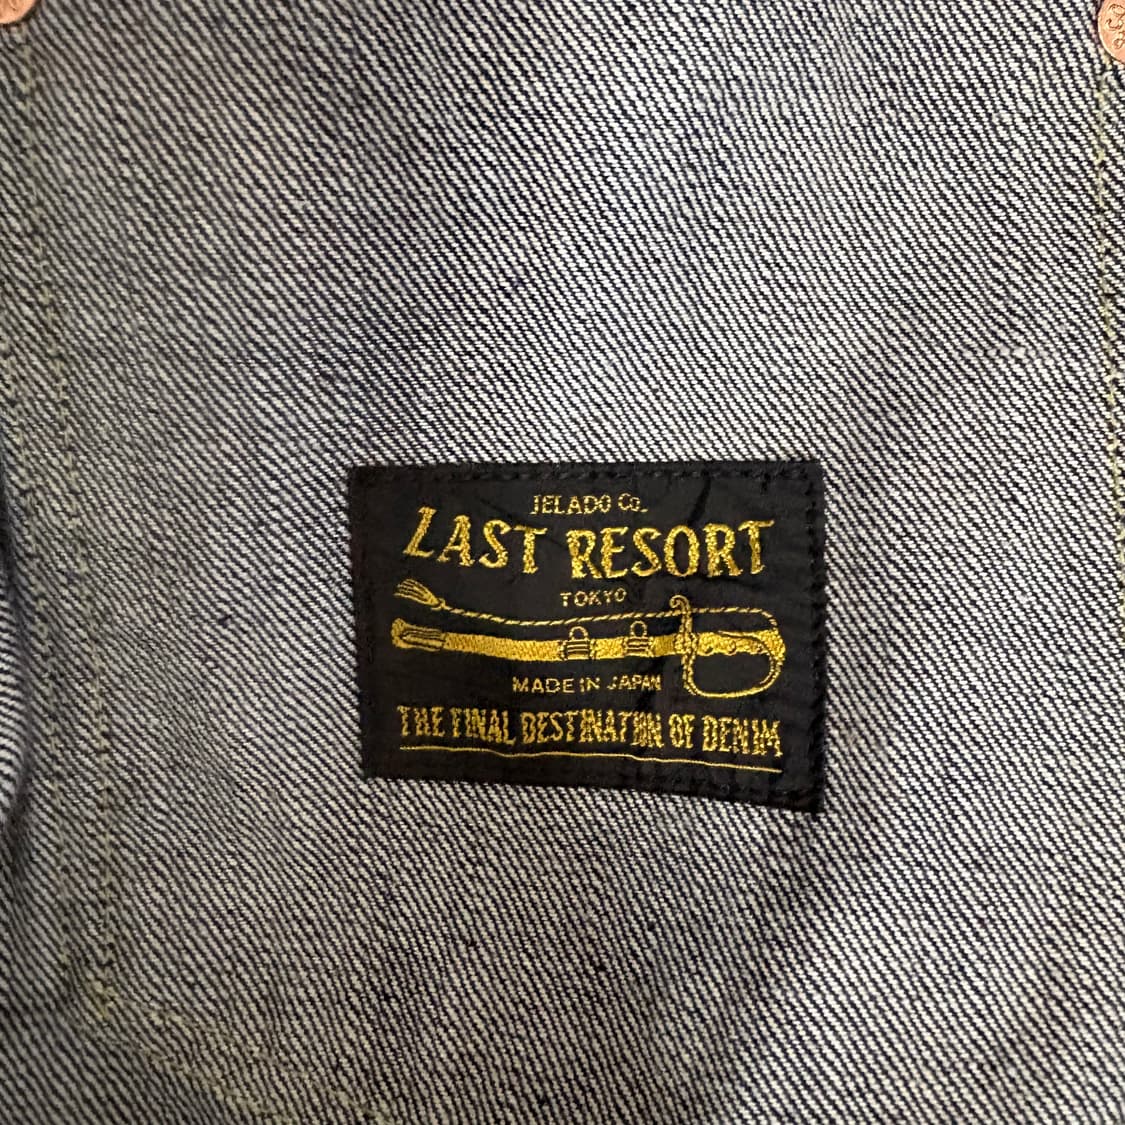 JELADO Co.
LAST RESORT
TOKYO
MADE IN JAPAN
THE FINAL DESTINATION OF DENIM